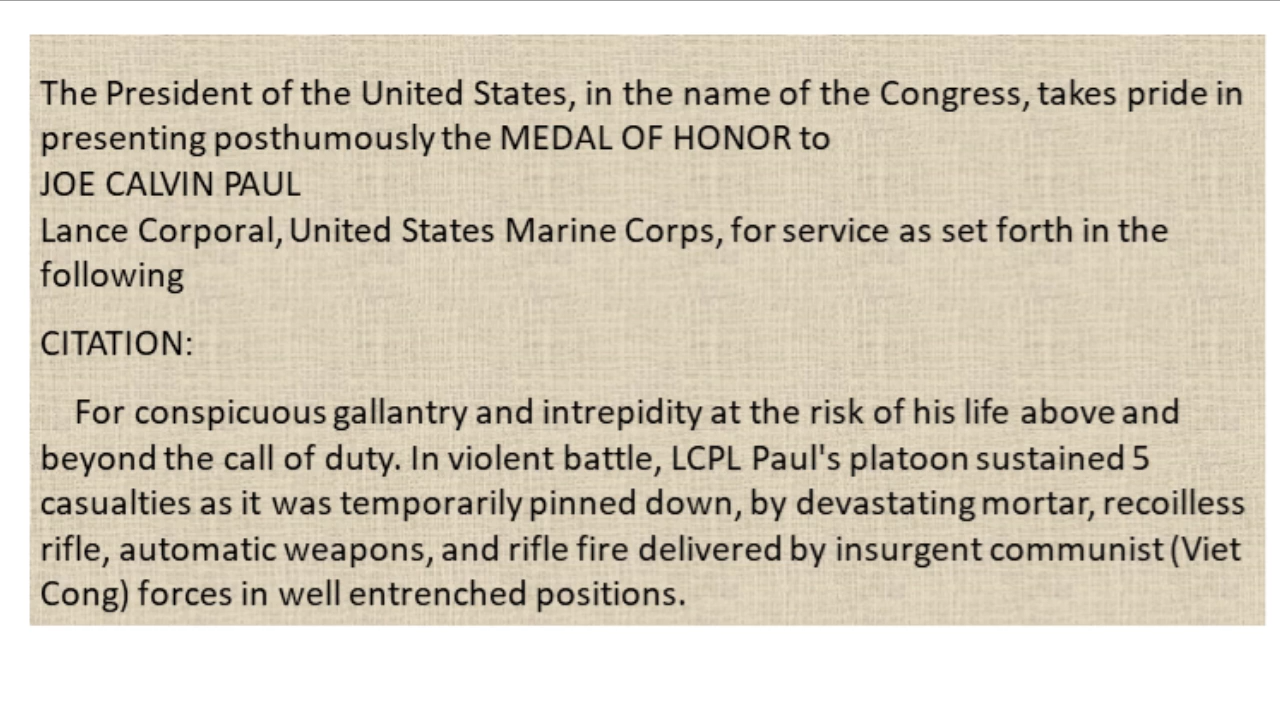 The President of the United States, in the name of the Congress, takes pride in
presenting posthumously the MEDAL OF HONOR to
JOE CALVIN PAUL
Lance Corporal, United States Marine Corps, for service as set forth in the
following
CITATION:
For conspicuous gallantry and intrepidity at the risk of his life above and
beyond the call of duty. In violent battle, LCPL Paul's platoon sustained 5
casualties as it was temporarily pinned down, by devastating mortar, recoilless
rifle, automatic weapons, and rifle fire delivered by insurgent communist (Viet
Cong) forces in well entrenched positions.